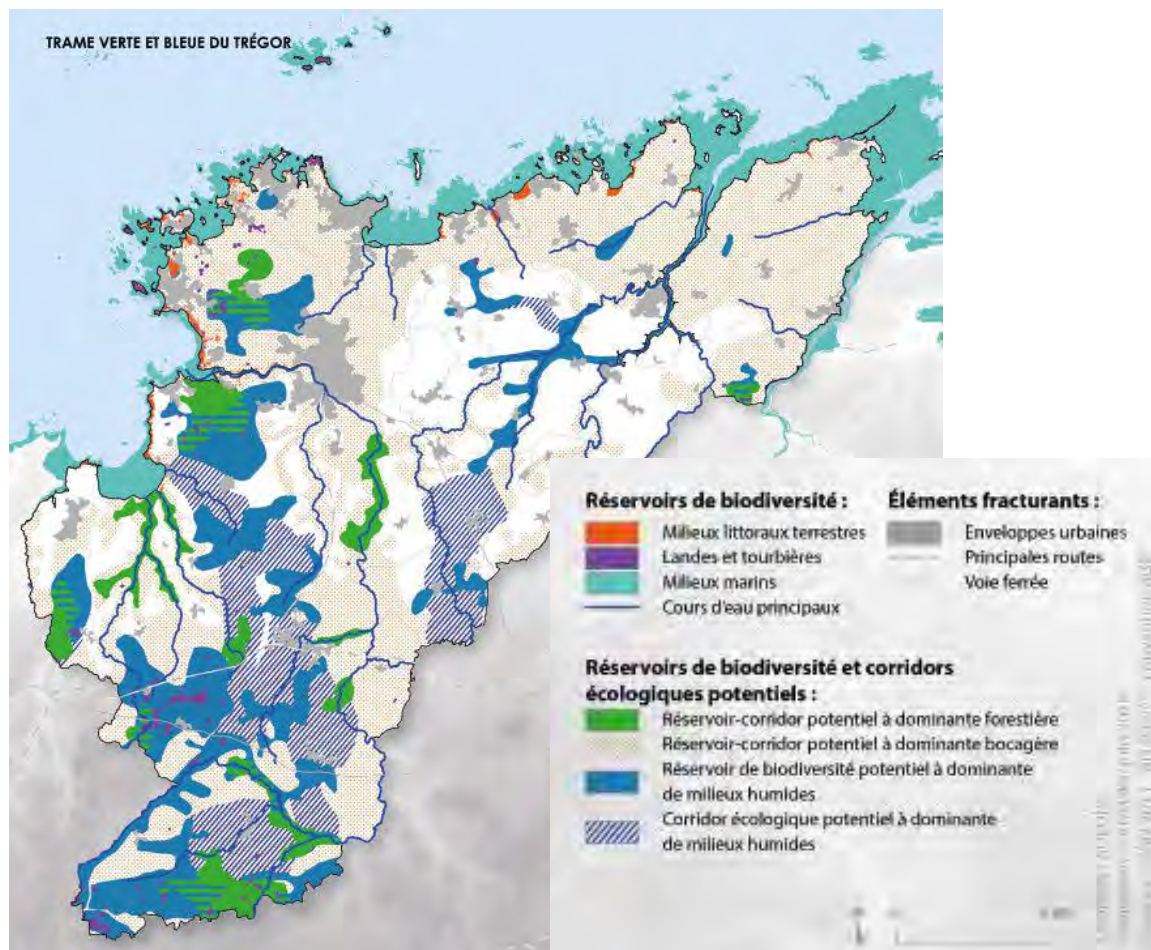 TRAME VERTE ET BLEUE DU TRÉGOR
Réservoirs de biodiversité :
Milieux littoraux terrestres
Landes et tourbières
Milieux marins
Cours d'eau principaux
Éléments fracturants :
Enveloppes urbaines
Principales routes
Voie ferrée
Réservoirs de biodiversité et corridors
écologiques potentiels :
Réservoir-corridor potentiel à dominante forestière
Réservoir-corridor potentiel à dominante bocagère
Réservoir de biodiversité potentiel à dominante
de milieux humides
Corridor écologique potentiel à dominante
de milieux humides